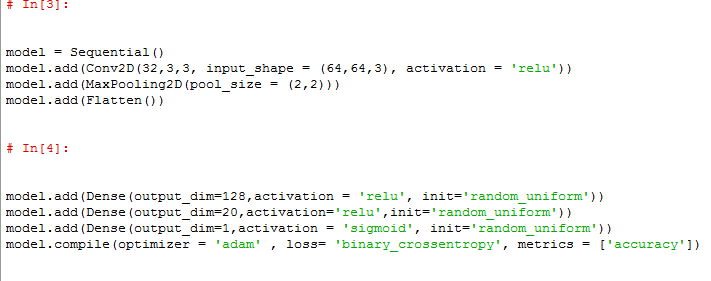 # In[3]:
model = Sequential()
model.add(Conv2D(32,3,3, input_shape = (64,64,3), activation = 'relu'))
model.add(MaxPooling2D(pool_size = (2,2)))
model.add(Flatten())
# In[4]:
model.add(Dense(output_dim=128,activation = 'relu', init='random_uniform'))
model.add(Dense(output_dim=20,activation='relu',init='random_uniform'))
model.add(Dense(output_dim=1,activation = 'sigmoid', init='random_uniform'))
model.compile(optimizer = 'adam' , loss= 'binary_crossentropy', metrics = ['accuracy'])